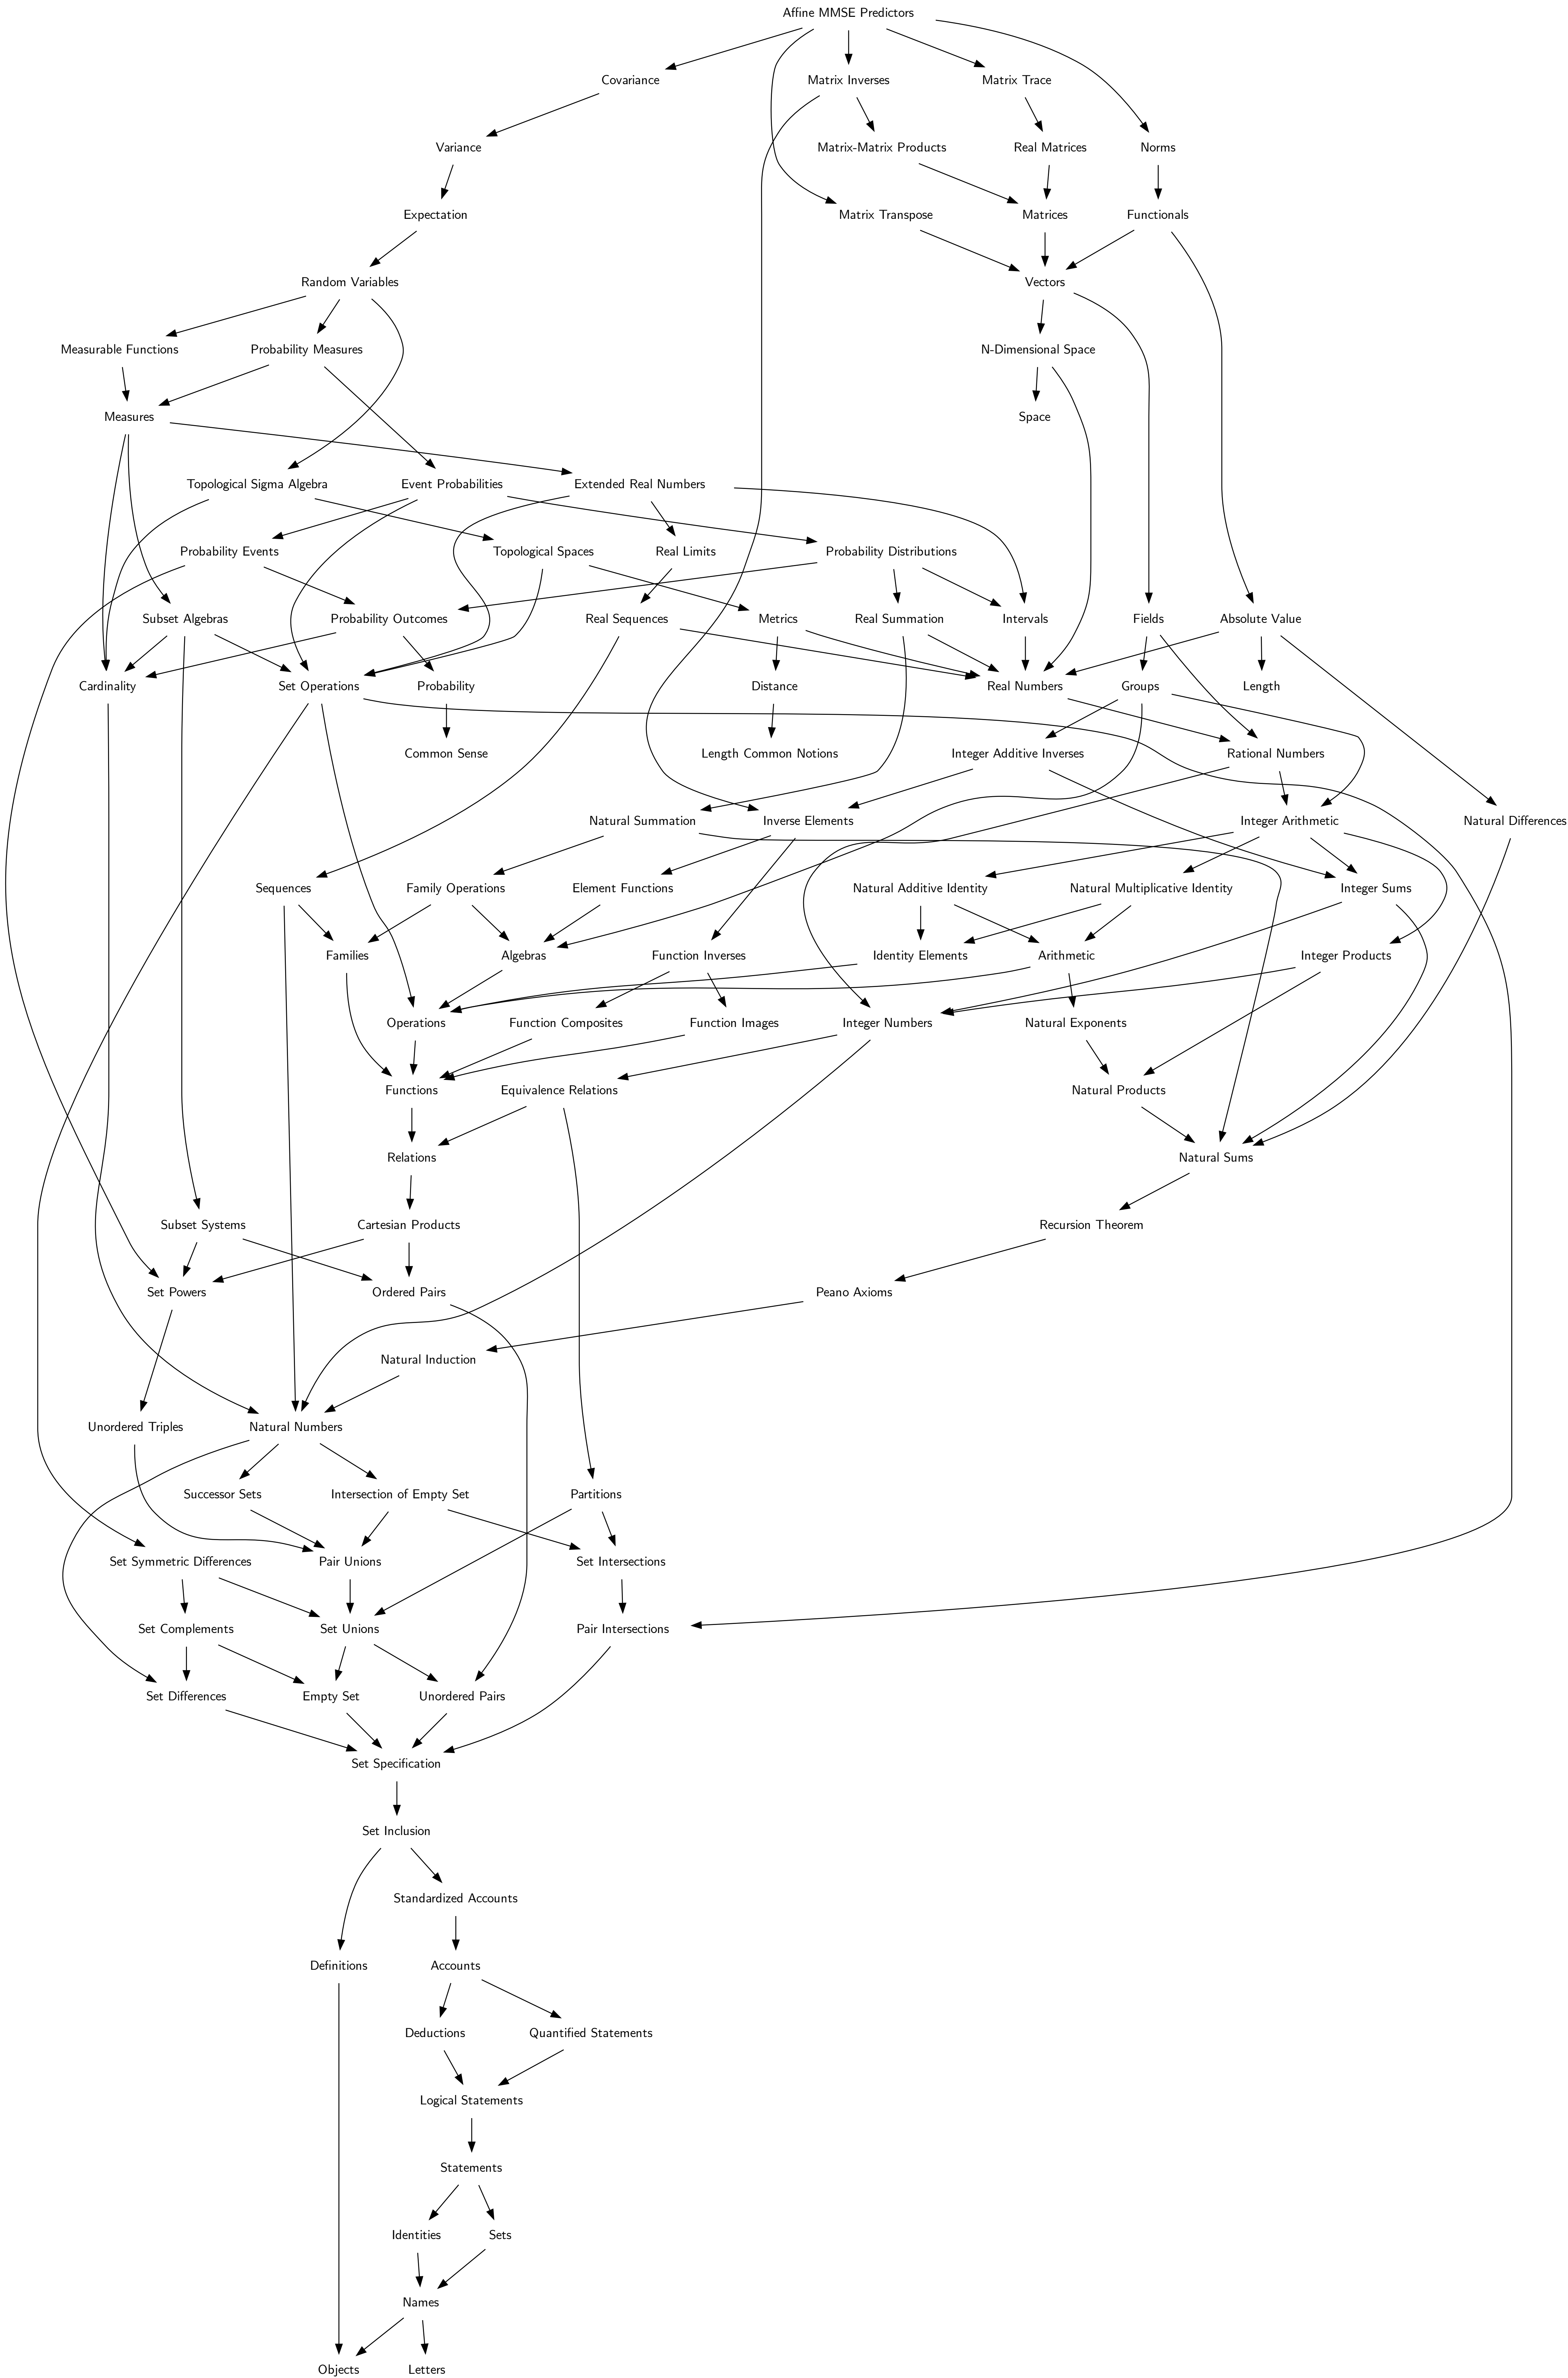 Affine MMSE Predictors
Covariance
Matrix Inverses
Matrix Trace
Variance
Matrix-Matrix Products
Real Matrices
Norms
Expectation
Matrix Transpose
Matrices
Functionals
Random Variables
Vectors
Measurable Functions
Probability Measures
N-Dimensional Space
Measures
Space
Topological Sigma Algebra
Event Probabilities
Extended Real Numbers
Probability Events
Topological Spaces
Real Limits
Probability Distributions
Subset Algebras
Probability Outcomes
Real Sequences
Metrics
Real Summation
Intervals
Fields
Absolute Value
Cardinality
Set Operations
Probability
Distance
Real Numbers
Groups
Length
Common Sense
Length Common Notions
Integer Additive Inverses
Rational Numbers
Natural Summation
Inverse Elements
Integer Arithmetic
Natural Differences
Sequences
Family Operations
Element Functions
Natural Additive Identity
Natural Multiplicative Identity
Integer Sums
Families
Algebras
Function Inverses
Identity Elements
Arithmetic
Integer Products
Operations
Function Composites
Function Images
Integer Numbers
Natural Exponents
Functions
Equivalence Relations
Natural Products
Relations
Natural Sums
Subset Systems
Cartesian Products
Recursion Theorem
Set Powers
Ordered Pairs
Peano Axioms
Natural Induction
Unordered Triples
Natural Numbers
Successor Sets
Intersection of Empty Set
Partitions
Set Symmetric Differences
Pair Unions
Set Intersections
Set Complements
Set Unions
Pair Intersections
Set Differences
Empty Set
Unordered Pairs
Set Specification
Set Inclusion
Standardized Accounts
Definitions
Accounts
Deductions
Quantified Statements
Logical Statements
Statements
Identities
Sets
Names
Objects
Letters